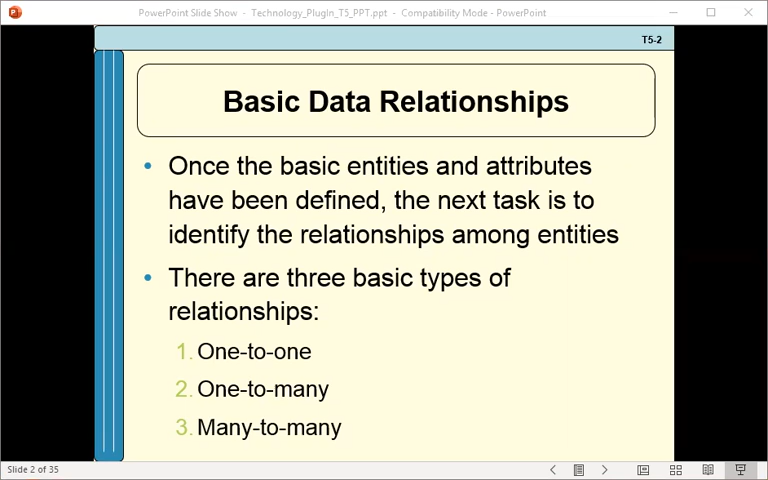 PowerPoint Slide Show - Technology_PlugIn_T5_PPT.ppt - Compatibility Mode - PowerPoint
T5-2
Basic Data Relationships
• Once the basic entities and attributes
have been defined, the next task is to
identify the relationships among entities
• There are three basic types of
relationships:
1. One-to-one
2. One-to-many
3. Many-to-many
Slide 2 of 35